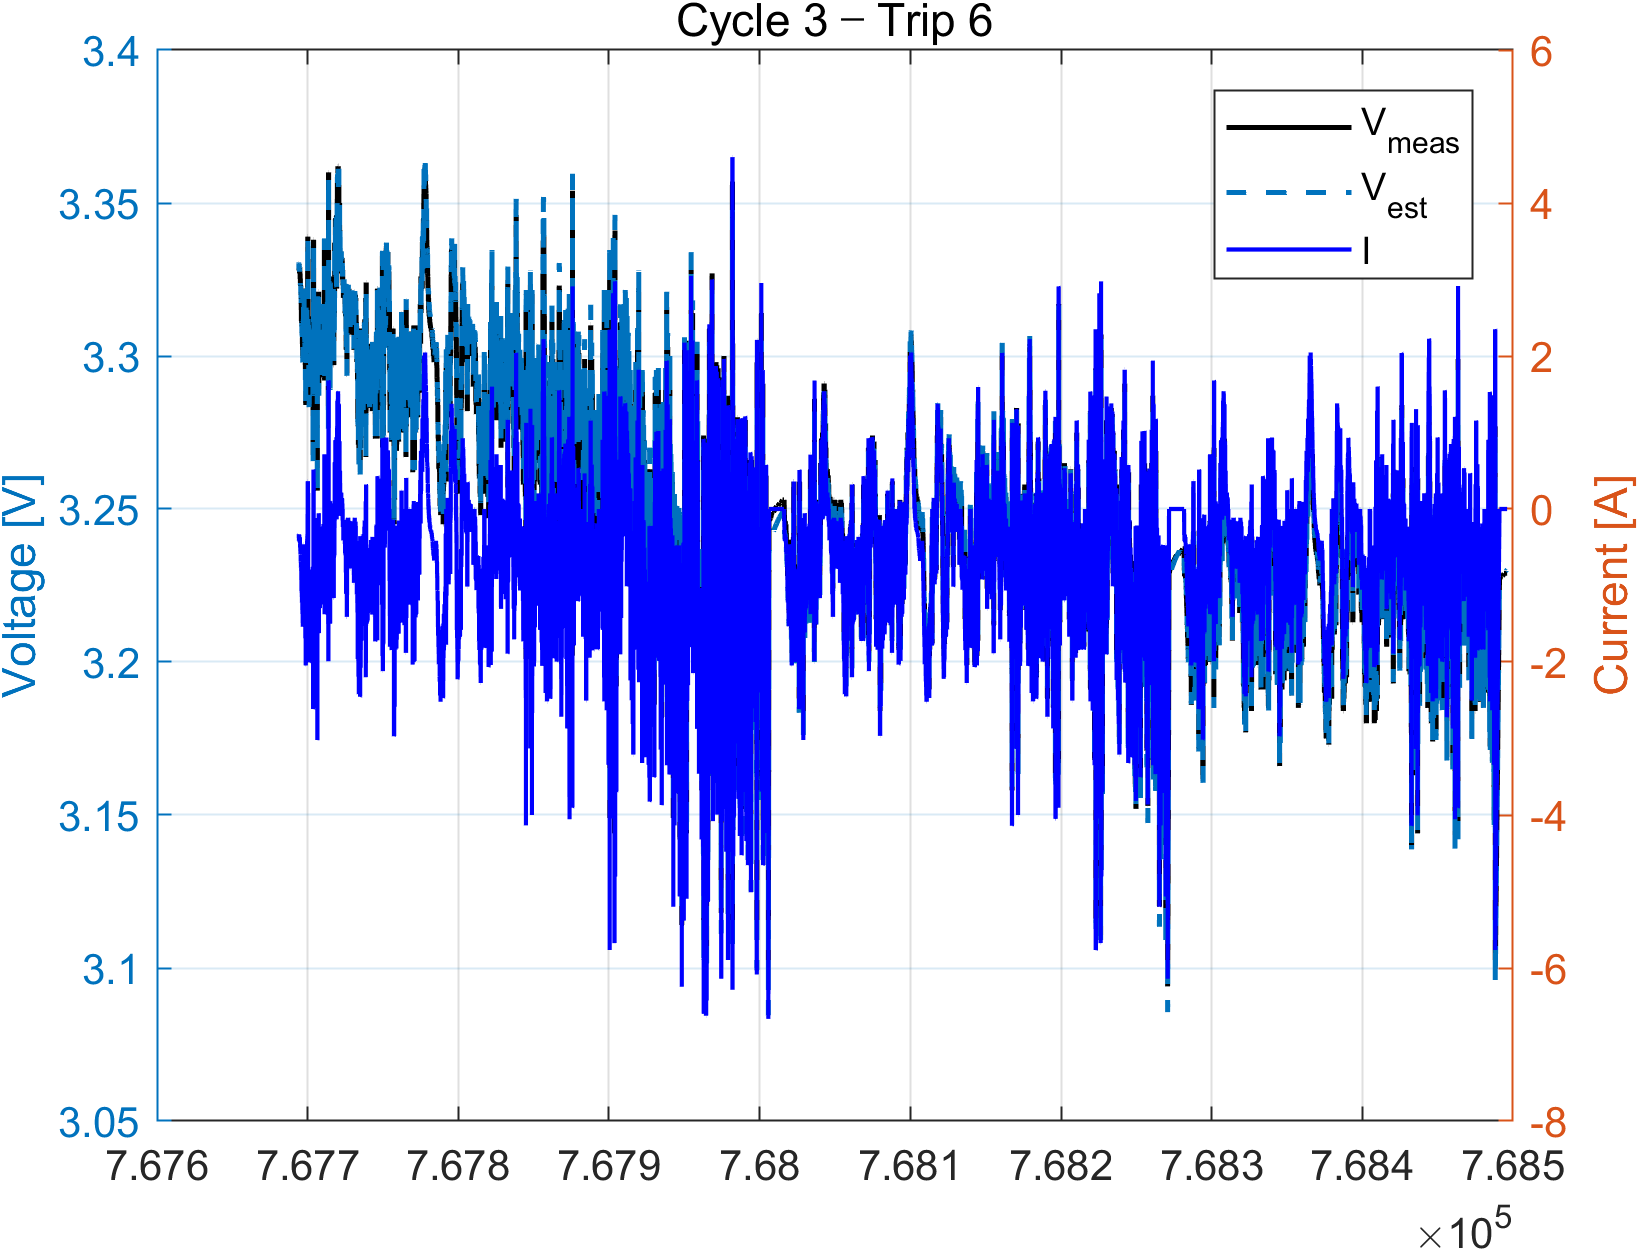 Cycle 3 – Trip 6
3.4
3.35
3.3
3.25
3.2
3.15
3.1
3.05
Voltage [V]
6
4
2
0
-2
-4
-6
-8
Current [A]
Vmeas
Vest
I
7.676 7.677 7.678 7.679 7.68 7.681 7.682 7.683 7.684 7.685
×10^5